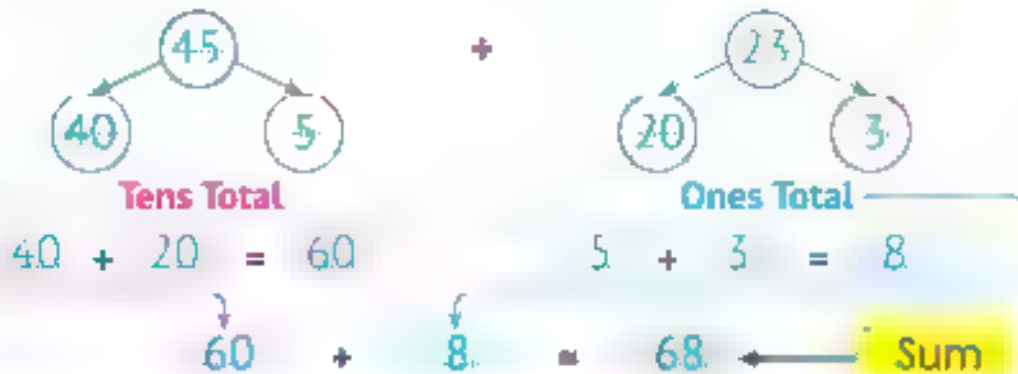 45 + 23
40 5 20 3
Tens Total Ones Total
40 + 20 = 60 5 + 3 = 8
60 + 8 = 68 Sum